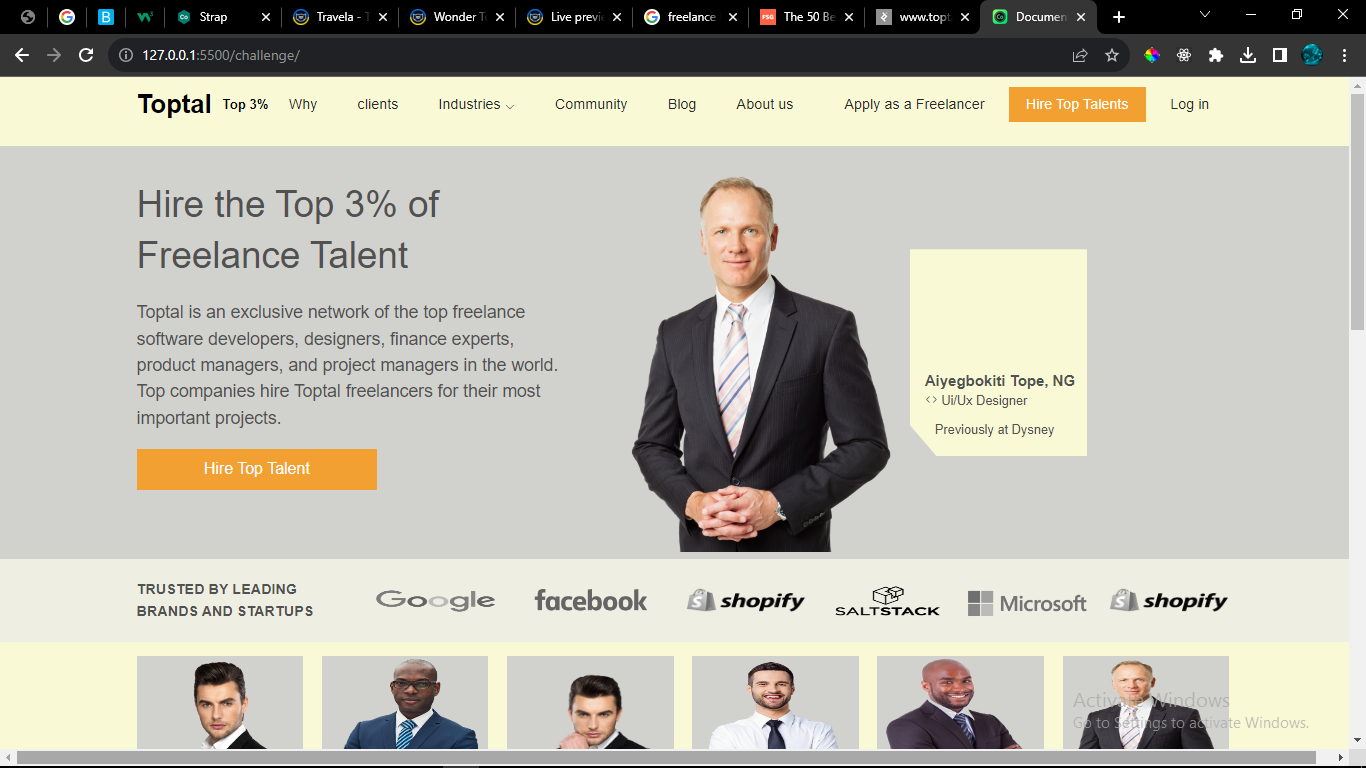 Strap
Travela - T
Wonder To
Live previ
freelance
The 50 Be
www.topt
Documen
127.0.0.1:5500/challenge/
Toptal Top 3% Why clients Industries Community Blog About us Apply as a Freelancer Hire Top Talents Log in
Hire the Top 3% of
Freelance Talent
Toptal is an exclusive network of the top freelance
software developers, designers, finance experts,
product managers, and project managers in the world.
Top companies hire Toptal freelancers for their most
important projects.
Hire Top Talent
Aiyegbokiti Tope, NG
<> Ui/Ux Designer
Previously at Dysney
TRUSTED BY LEADING
BRANDS AND STARTUPS
Google
facebook
shopify
SALTSTACK
Microsoft
shopify
Activate Windows
Go to Settings to activate Windows.